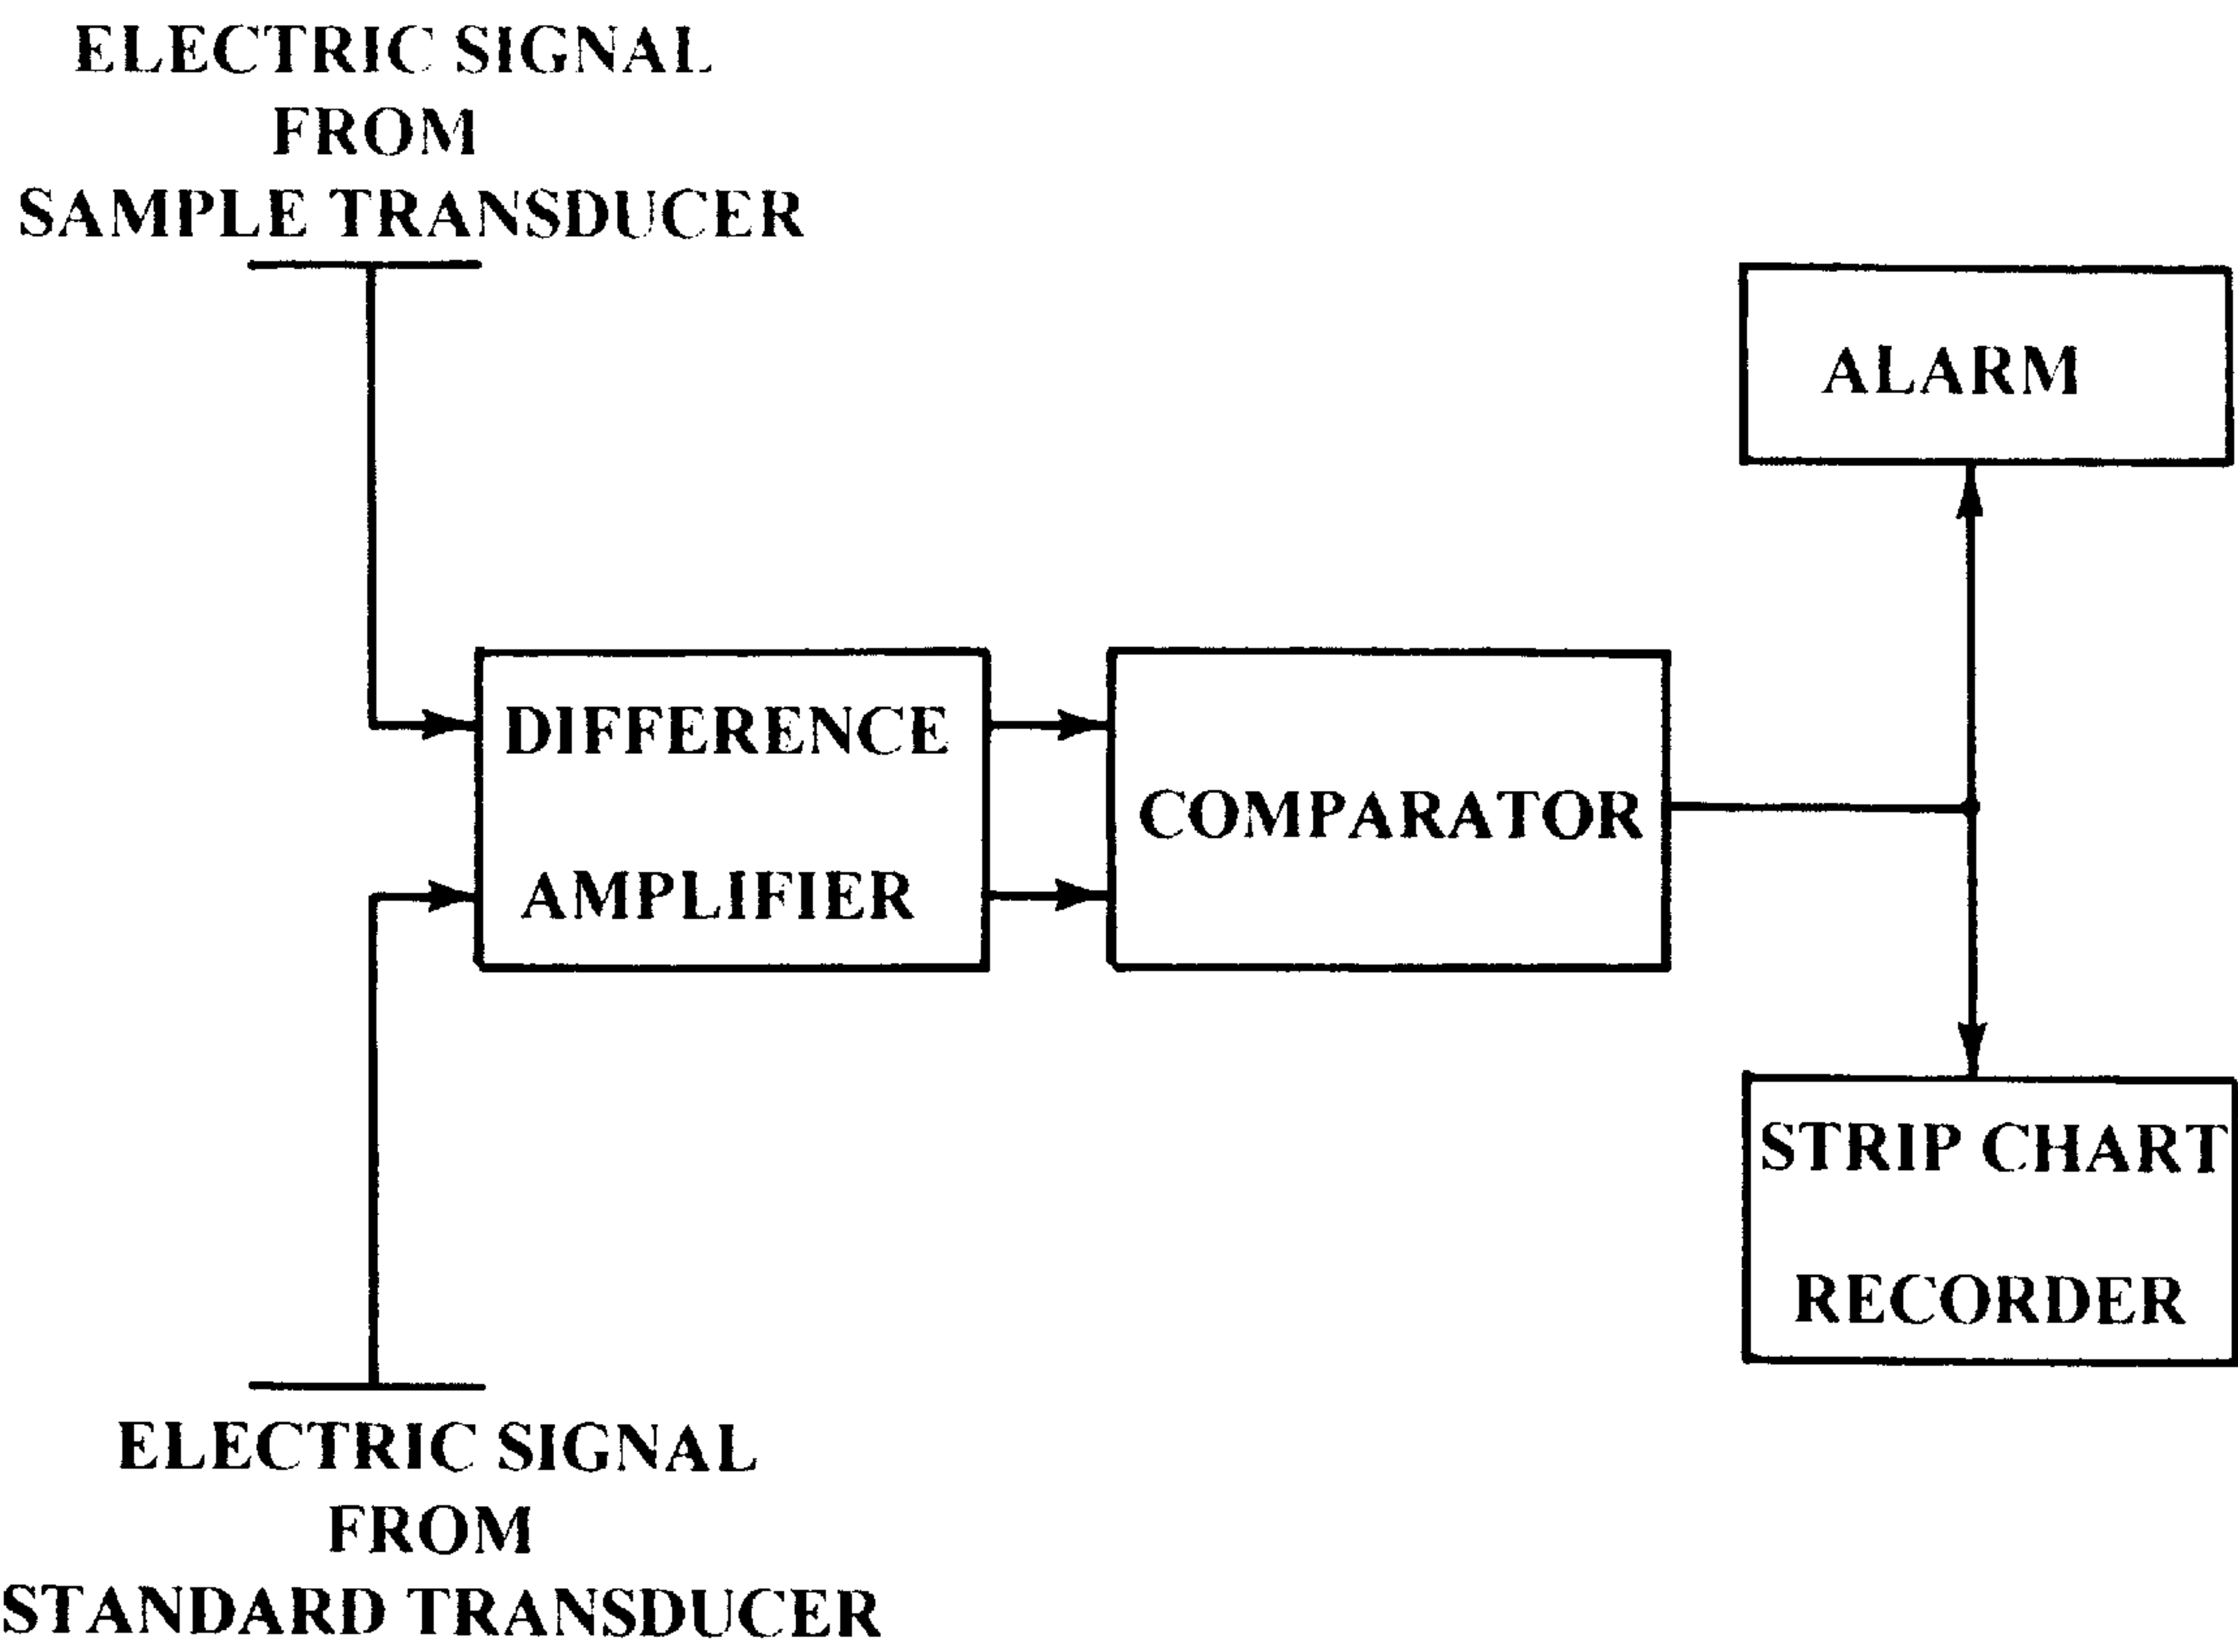 ELECTRIC SIGNAL
FROM
SAMPLE TRANSDUCER
ALARM
DIFFERENCE
AMPLIFIER
COMPARATOR
STRIP CHART
RECORDER
ELECTRIC SIGNAL
FROM
STANDARD TRANSDUCER